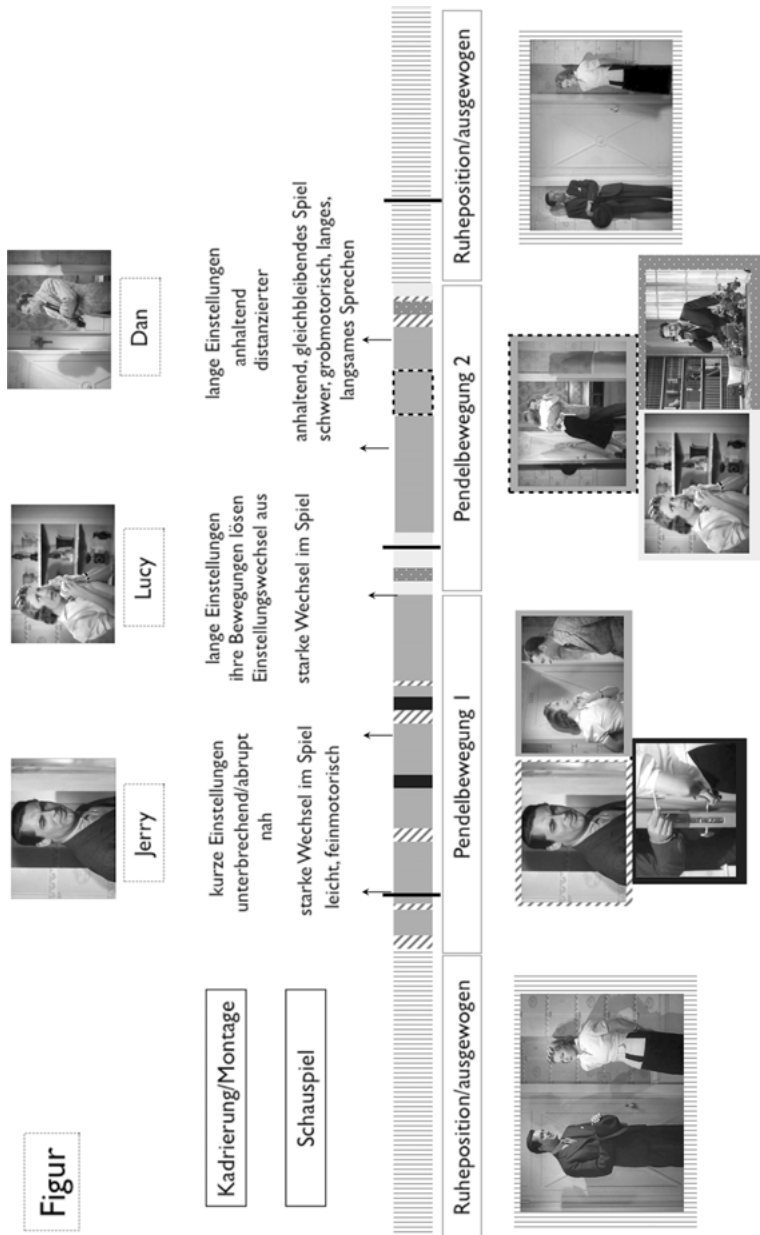 Figur
Jerry
Lucy
Dan
Kadrierung/Montage
kurze Einstellungen
unterbrechend/abrupt
nah
lange Einstellungen
ihre Bewegungen lösen
Einstellungswechsel aus
lange Einstellungen
anhaltend
distanzierter
Schauspiel
starke Wechsel im Spiel
leicht, feinmotorisch
starke Wechsel im Spiel
anhaltend, gleichbleibendes Spiel
schwer, grobmotorisch, langes,
langsames Sprechen
Ruheposition/ausgewogen
Pendelbewegung 1
Pendelbewegung 2
Ruheposition/ausgewogen